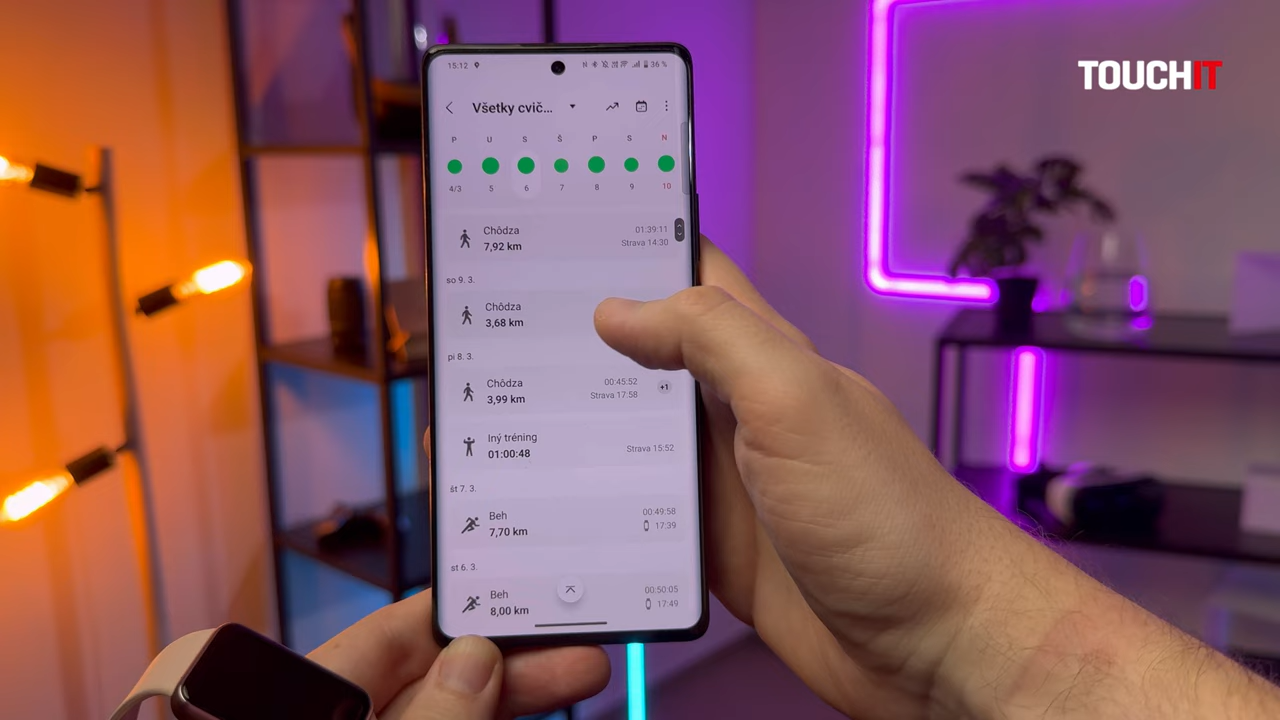 TOUCHIT
15:12
36 %
Všetky cvič...
P U S Š P S N
4/3 5 6 7 8 9 10
Chôdza
7,92 km
01:39:11
Strava 14:30
so 9. 3.
Chôdza
3,68 km
pi 8. 3.
Chôdza
3,99 km
00:45:52
Strava 17:58
+1
Iný tréning
01:00:48
Strava 15:52
št 7. 3.
Beh
7,70 km
00:49:58
17:39
st 6. 3.
Beh
8,00 km
00:50:05
17:49